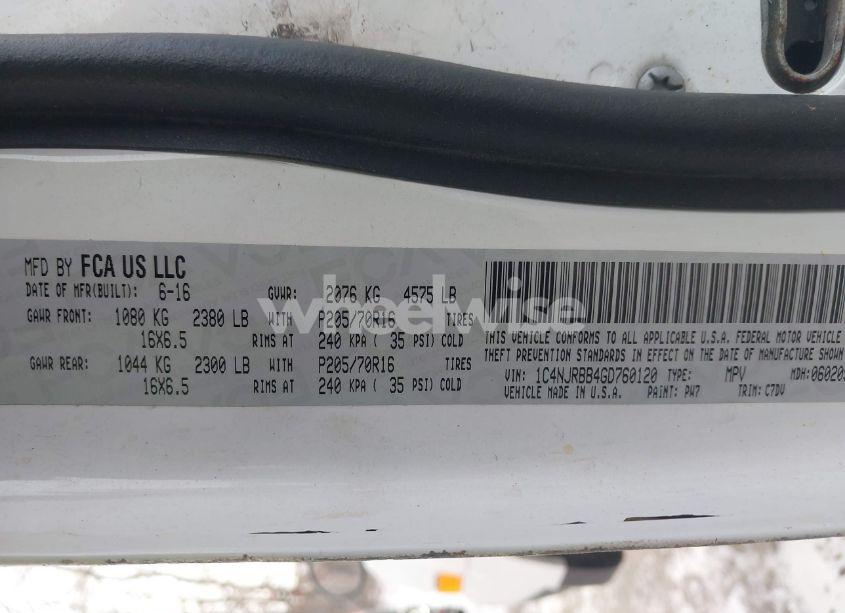 MFD BY FCA US LLC
DATE OF MFR(BUILT): 6-16 GVWR: 2076 KG 4575 LB
GAWR FRONT: 1080 KG 2380 LB WITH P205/70R16 TIRES
16X6.5 RIMS AT 240 KPA ( 35 PSI) COLD
GAWR REAR: 1044 KG 2300 LB WITH P205/70R16 TIRES
16X6.5 RIMS AT 240 KPA ( 35 PSI) COLD
THIS VEHICLE CONFORMS TO ALL APPLICABLE U.S.A. FEDERAL MOTOR VEHICLE
THEFT PREVENTION STANDARDS IN EFFECT ON THE DATE OF MANUFACTURE SHOWN
VIN: 1C4NJRBB4GD760120 TYPE: MPV MDH:060203
VEHICLE MADE IN U.S.A. PAINT: PW7 TRIM: C7DV
wheelwise